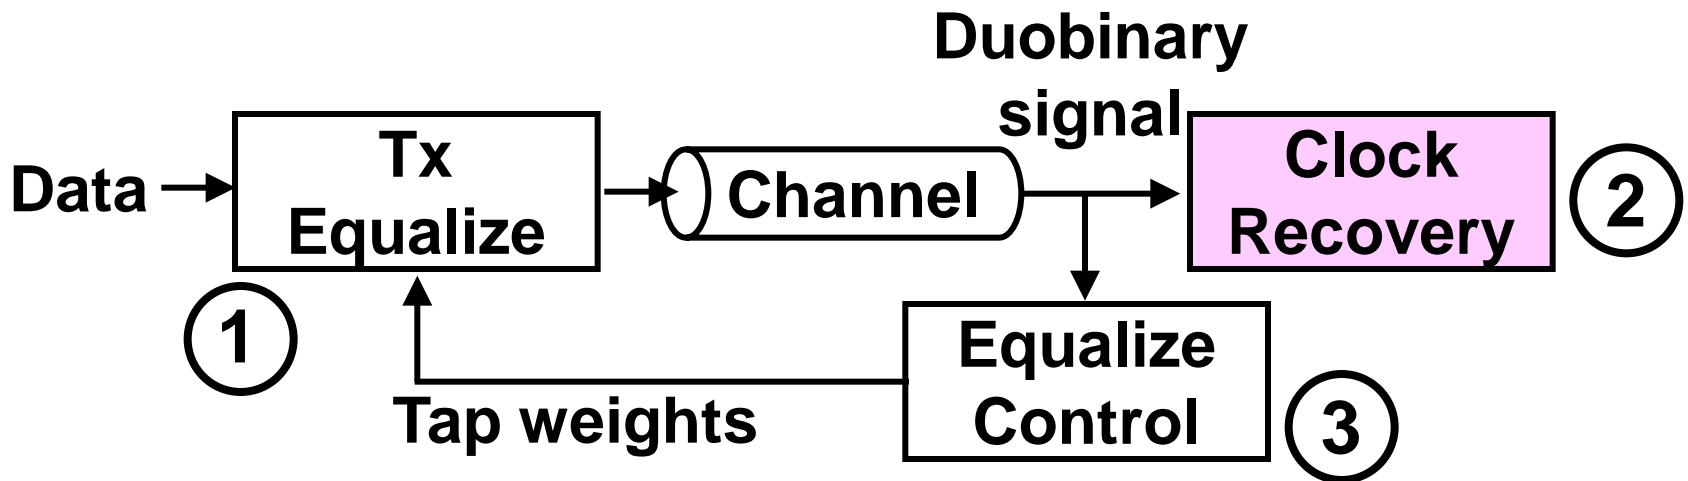 Duobinary
signal
Data
Tx
Equalize
Channel
Clock
Recovery
2
1
Equalize
Control
3
Tap weights